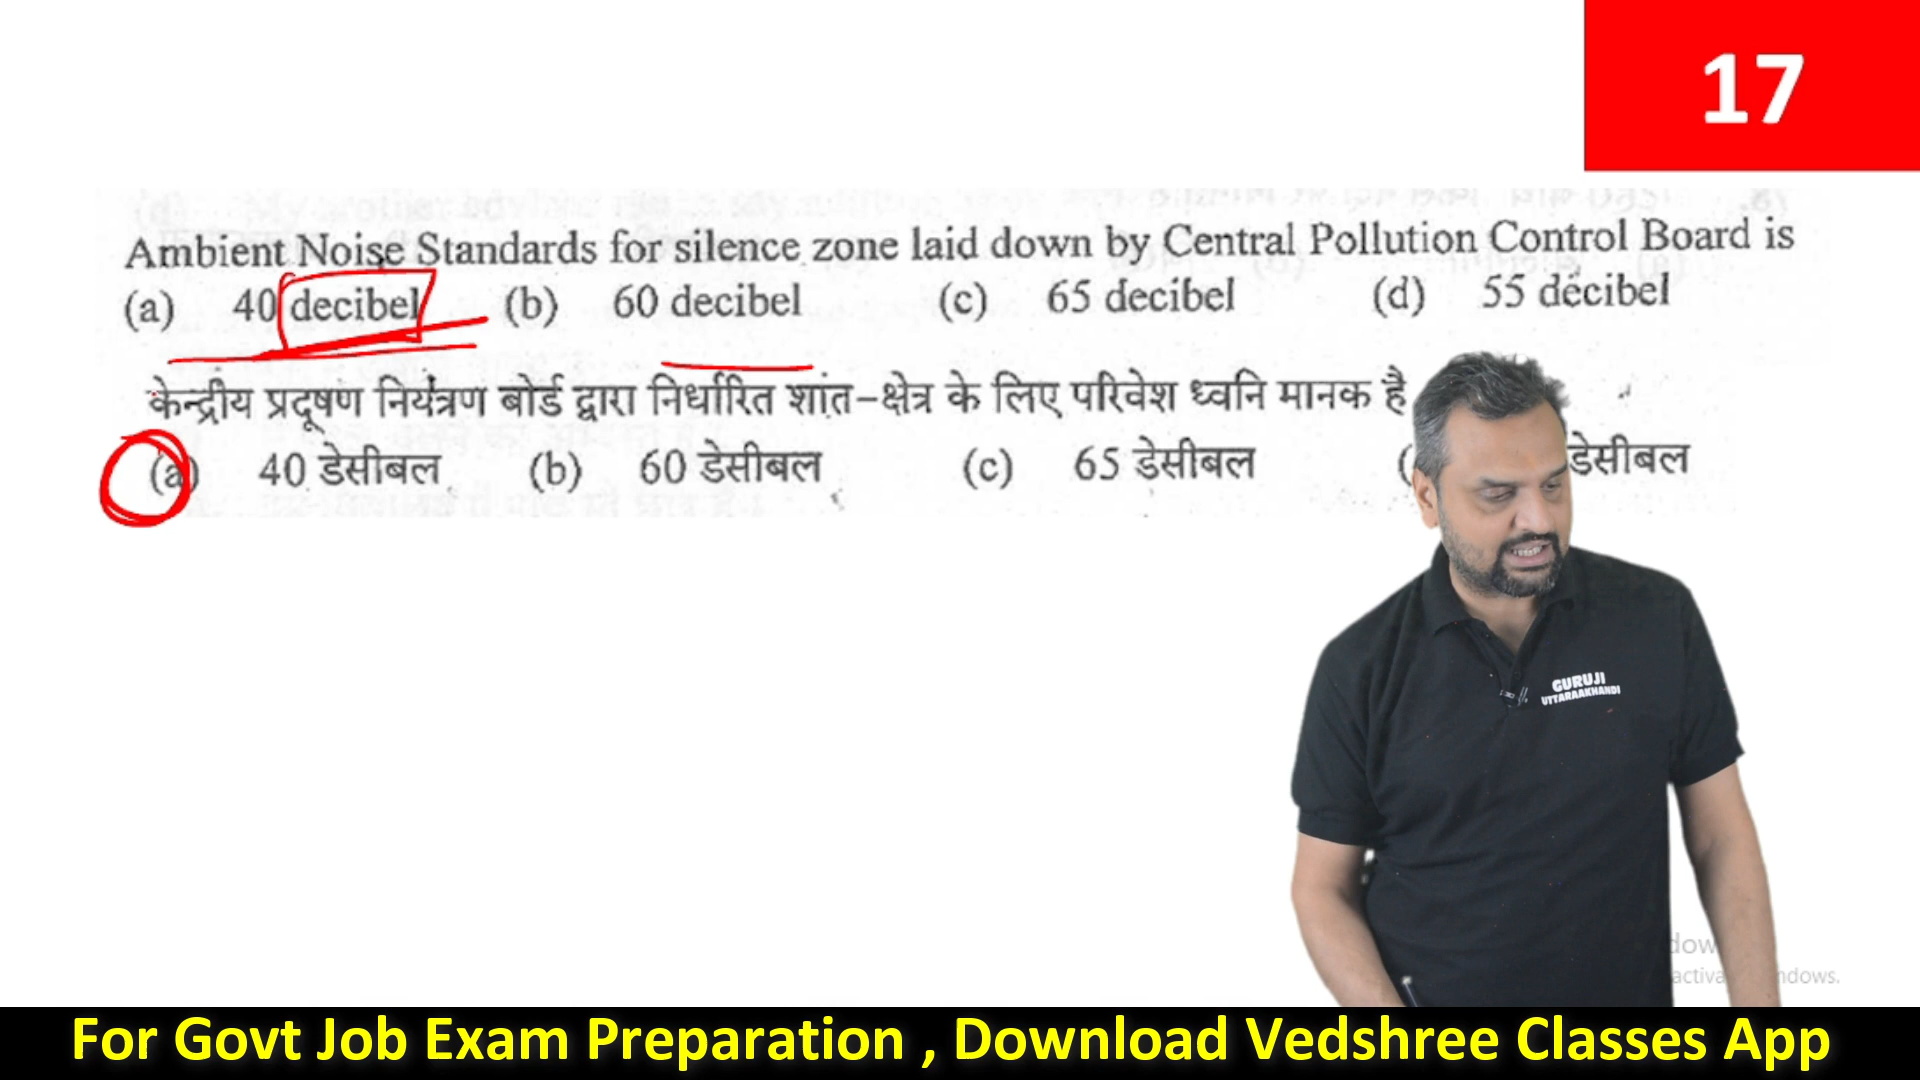 17
Ambient Noise Standards for silence zone laid down by Central Pollution Control Board is
(a) 40 decibel (b) 60 decibel (c) 65 decibel (d) 55 decibel
केन्द्रीय प्रदूषण नियंत्रण बोर्ड द्वारा निर्धारित शांत–क्षेत्र के लिए परिवेश ध्वनि मानक है
(a) 40 डेसीबल (b) 60 डेसीबल (c) 65 डेसीबल डेसीबल
GURUJI
UTTARAAKHANDI
For Govt Job Exam Preparation , Download Vedshree Classes App